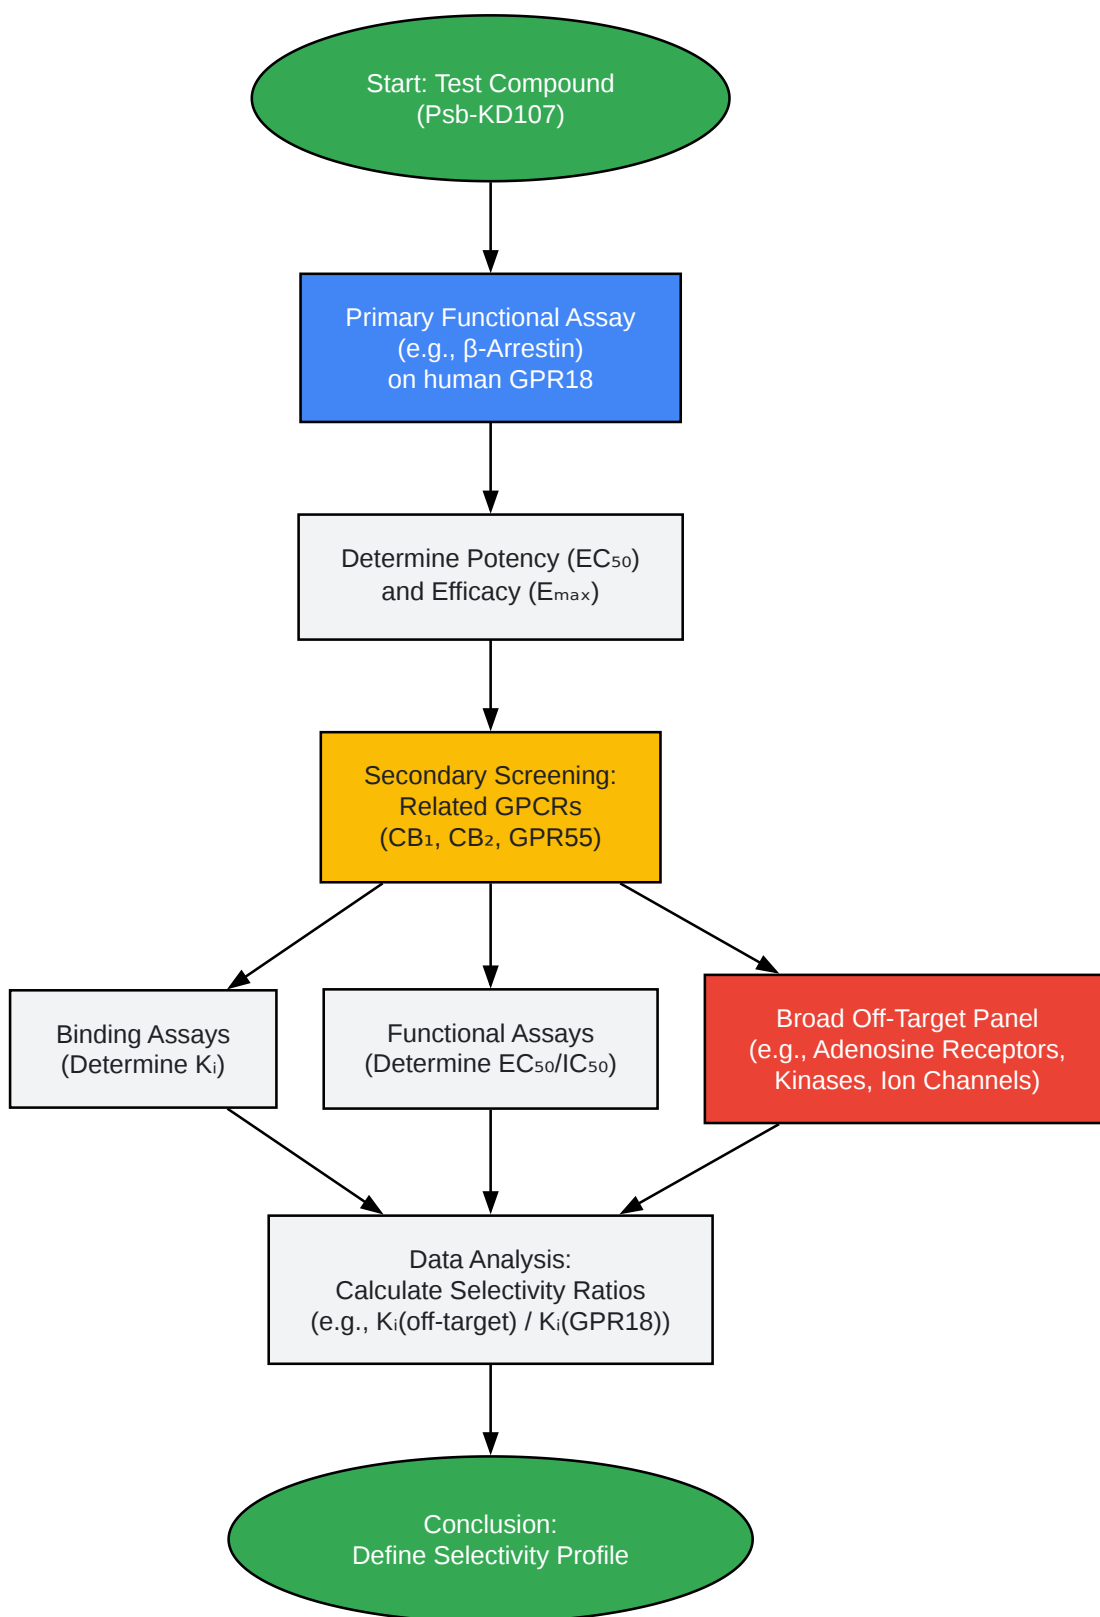 Start: Test Compound
(Psb-KD107)
Primary Functional Assay
(e.g., β-Arrestin)
on human GPR18
Determine Potency (EC₅₀)
and Efficacy (Eₘₐₓ)
Secondary Screening:
Related GPCRs
(CB₁, CB₂, GPR55)
Binding Assays
(Determine Kᵢ)
Functional Assays
(Determine EC₅₀/IC₅₀)
Broad Off-Target Panel
(e.g., Adenosine Receptors,
Kinases, Ion Channels)
Data Analysis:
Calculate Selectivity Ratios
(e.g., Kᵢ(off-target) / Kᵢ(GPR18))
Conclusion:
Define Selectivity Profile